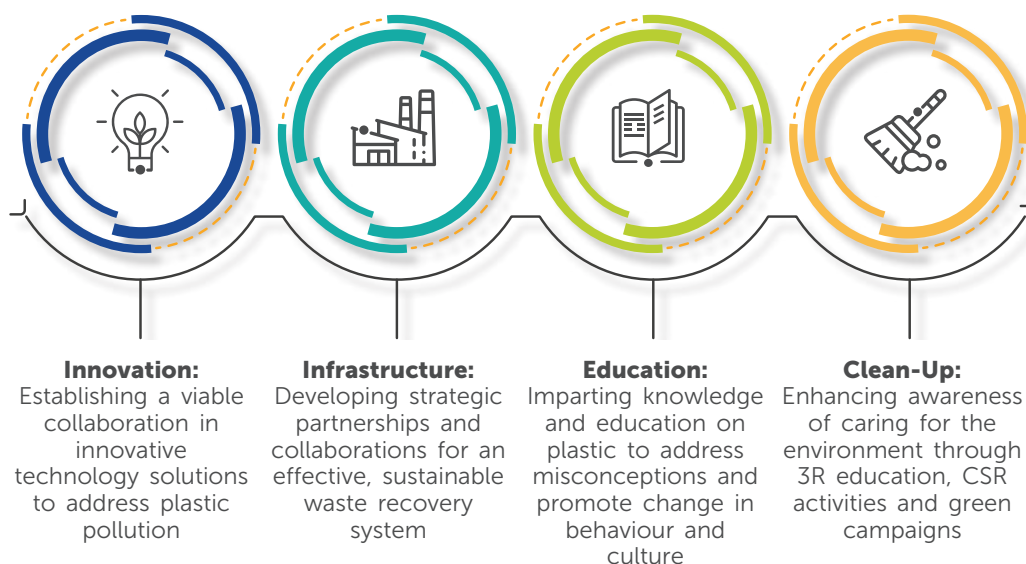 Innovation:
Establishing a viable
collaboration in
innovative
technology solutions
to address plastic
pollution
Infrastructure:
Developing strategic
partnerships and
collaborations for an
effective, sustainable
waste recovery
system
Education:
Imparting knowledge
and education on
plastic to address
misconceptions and
promote change in
behaviour and
culture
Clean-Up:
Enhancing awareness
of caring for the
environment through
3R education, CSR
activities and green
campaigns